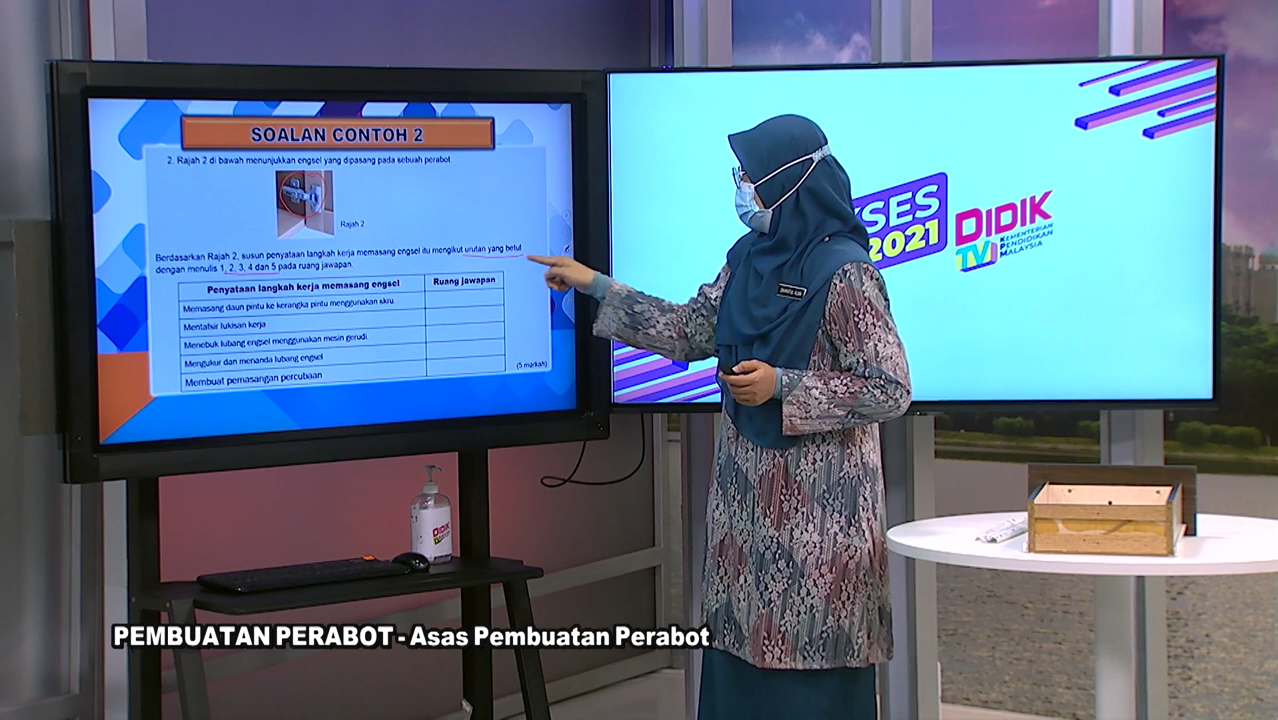 SOALAN CONTOH 2
2. Rajah 2 di bawah menunjukkan engsel yang dipasang pada sebuah perabot.
Rajah 2
Berdasarkan Rajah 2, susun penyataan langkah kerja memasang engsel itu mengikut urutan yang betul
dengan menulis 1, 2, 3, 4 dan 5 pada ruang jawapan.
Penyataan langkah kerja memasang engsel Ruang jawapan
Memasang daun pintu ke kerangka pintu menggunakan skru.
Mentafsir lukisan kerja
Menebuk lubang engsel menggunakan mesin gerudi.
Mengukur dan menanda lubang engsel
Membuat pemasangan percubaan
(5 markah)
KSES
2021
DIDIK
TV
KEMENTERIAN
PENDIDIKAN
MALAYSIA
DIDIK
PEMBUATAN PERABOT - Asas Pembuatan Perabot